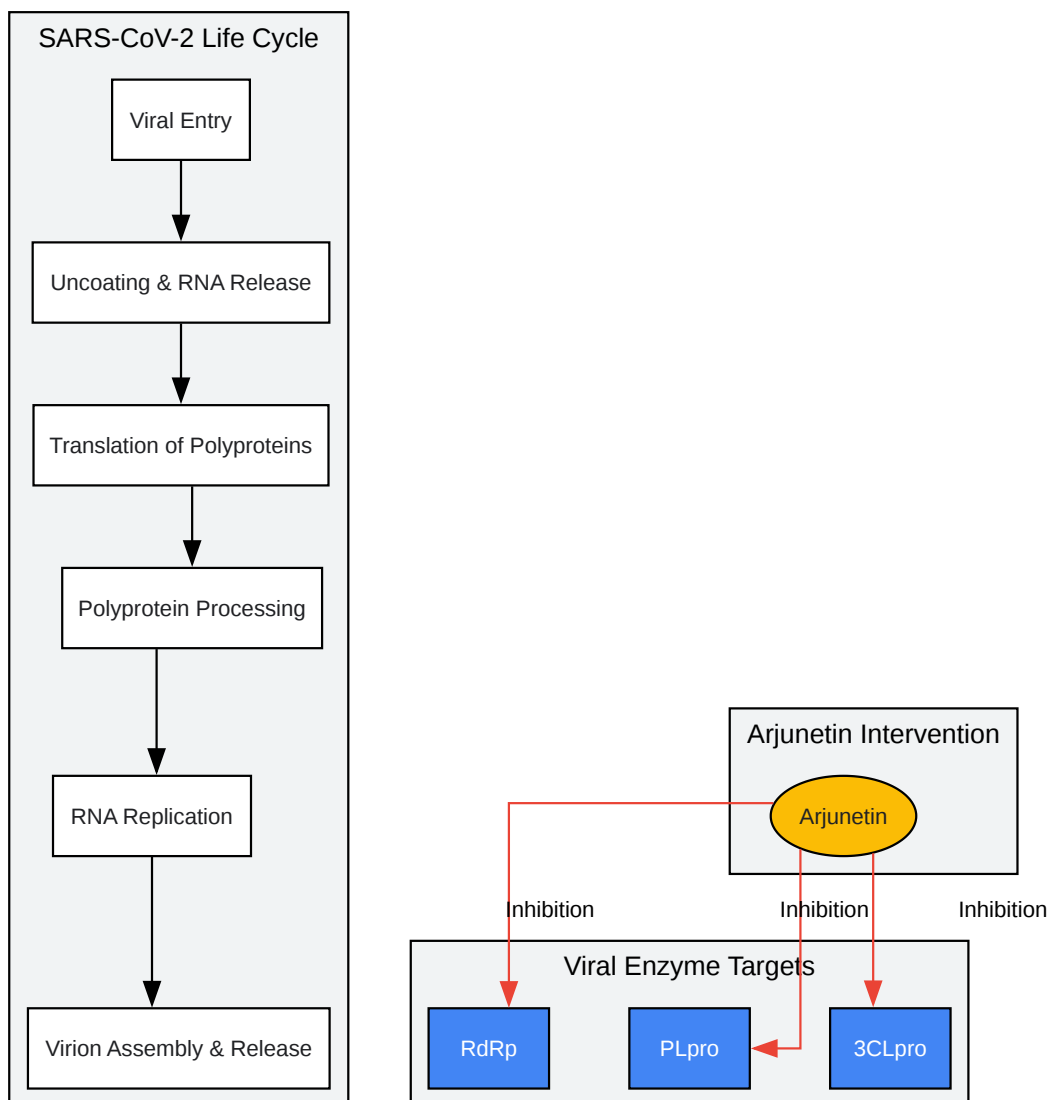 SARS-CoV-2 Life Cycle
Viral Entry
Uncoating & RNA Release
Translation of Polyproteins
Polyprotein Processing
RNA Replication
Virion Assembly & Release
Arjunetin Intervention
Arjunetin
Inhibition
Inhibition
Inhibition
Viral Enzyme Targets
RdRp
PLpro
3CLpro